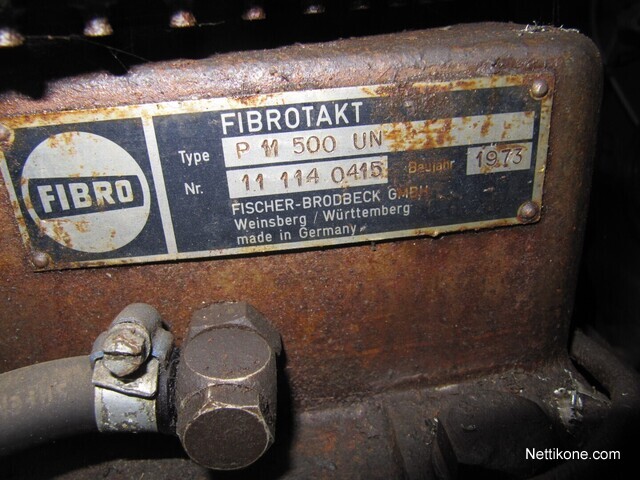 FIBRO
FIBROTAKT
Type P 11 500 UN
Nr. 11 114 0415 Baujahr 1973
FISCHER-BRODBECK GMBH
Weinsberg / Württemberg
made in Germany
Nettikone.com